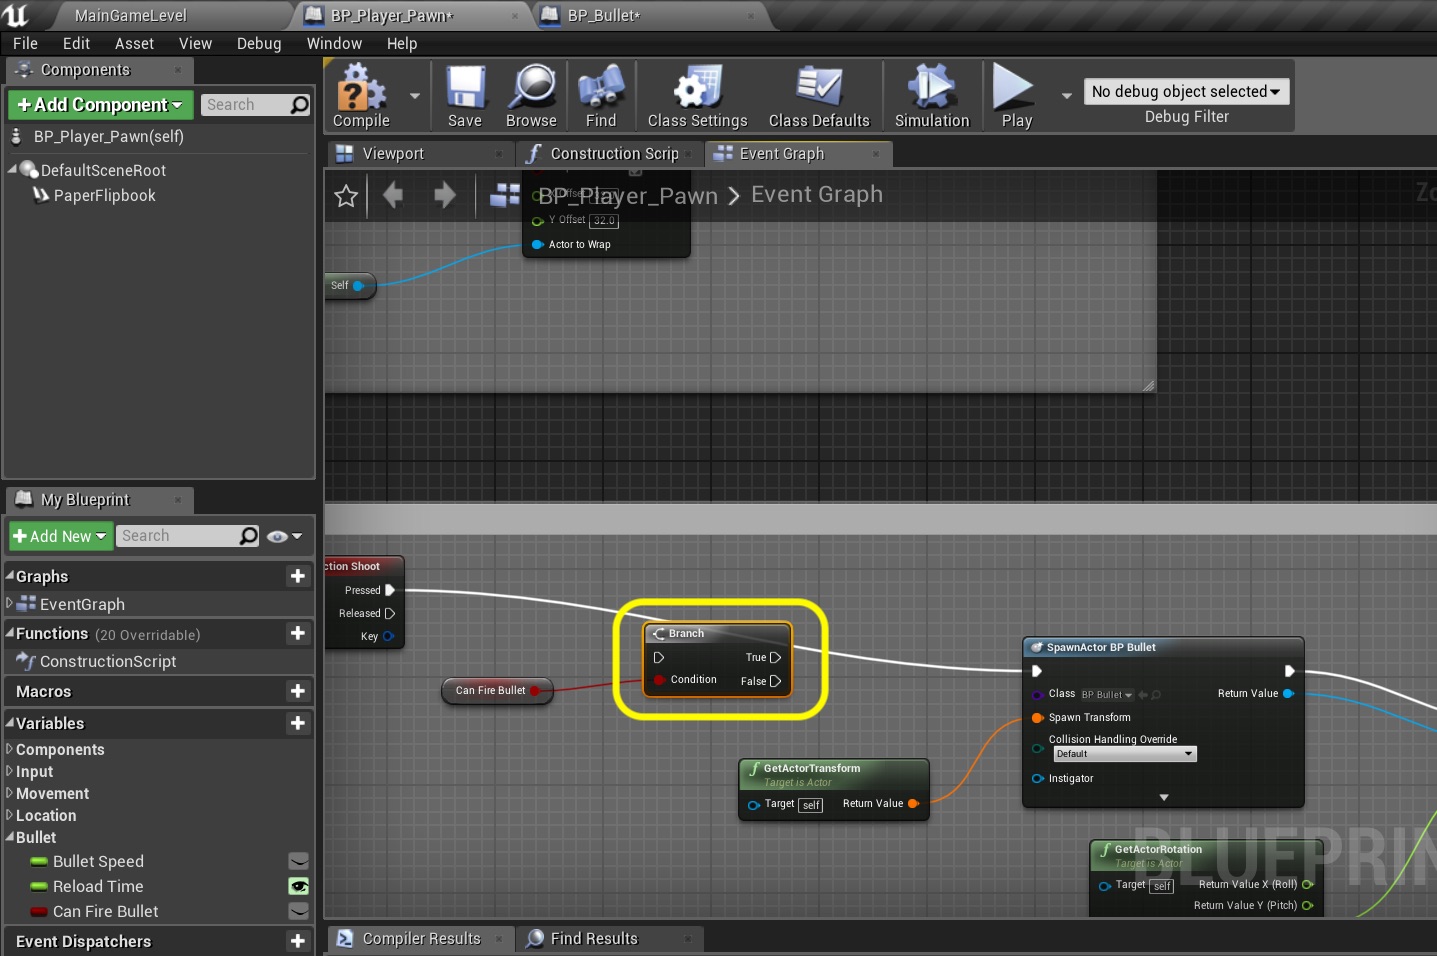 MainGameLevel
BP_Player_Pawn*
BP_Bullet*
File Edit Asset View Debug Window Help
Components
+Add Component
Search
BP_Player_Pawn(self)
DefaultSceneRoot
PaperFlipbook
Compile Save Browse Find Class Settings Class Defaults Simulation Play
No debug object selected
Debug Filter
Viewport
Construction Scrip
Event Graph
BP_Player_Pawn > Event Graph
Y Offset 32.0
Actor to Wrap
Self
My Blueprint
+Add New
Search
Graphs
EventGraph
Functions (20 Overridable)
ConstructionScript
Macros
Variables
Components
Input
Movement
Location
Bullet
Bullet Speed
Reload Time
Can Fire Bullet
Event Dispatchers
ction Shoot
Pressed
Released
Key
Can Fire Bullet
Branch
True
Condition False
GetActorTransform
Target is Actor
Target self Return Value
SpawnActor BP Bullet
Class BP Bullet Return Value
Spawn Transform
Collision Handling Override
Default
Instigator
GetActorRotation
Target is Actor
Target self Return Value X (Roll)
Return Value Y (Pitch)
BLUEPRIN
Compiler Results
Find Results